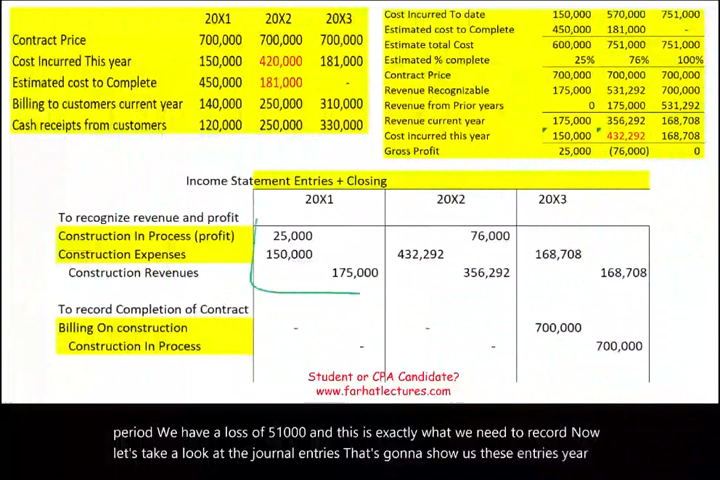 20X1 20X2 20X3
Contract Price 700,000 700,000 700,000
Cost Incurred This year 150,000 420,000 181,000
Estimated cost to Complete 450,000 181,000 -
Billing to customers current year 140,000 250,000 310,000
Cash receipts from customers 120,000 250,000 330,000
Cost Incurred To date 150,000 570,000 751,000
Estimated cost to Complete 450,000 181,000 -
Estimate total Cost 600,000 751,000 751,000
Estimated % complete 25% 76% 100%
Contract Price 700,000 700,000 700,000
Revenue Recognizable 175,000 531,292 700,000
Revenue from Prior years 0 175,000 531,292
Revenue current year 175,000 356,292 168,708
Cost Incurred this year 150,000 432,292 168,708
Gross Profit 25,000 (76,000) 0
Income Statement Entries + Closing
20X1 20X2 20X3
To recognize revenue and profit
Construction In Process (profit) 25,000 76,000
Construction Expenses 150,000 432,292 168,708
Construction Revenues 175,000 356,292 168,708
To record Completion of Contract
Billing On construction - - 700,000
Construction In Process - - 700,000
Student or CPA Candidate?
www.farhatlectures.com
period We have a loss of 51000 and this is exactly what we need to record Now
let's take a look at the journal entries That's gonna show us these entries year